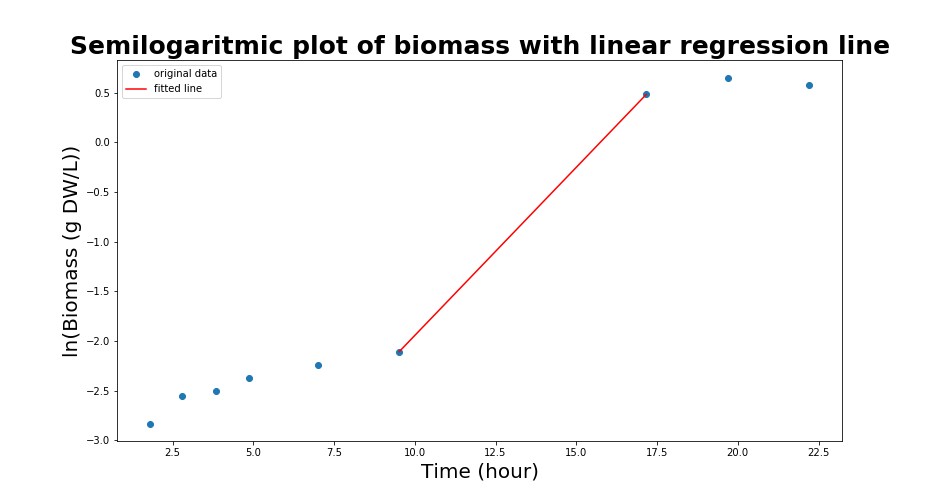 Semilogaritmic plot of biomass with linear regression line
original data
fitted line
ln(Biomass (g DW/L))
0.5
0.0
−0.5
−1.0
−1.5
−2.0
−2.5
−3.0
2.5 5.0 7.5 10.0 12.5 15.0 17.5 20.0 22.5
Time (hour)